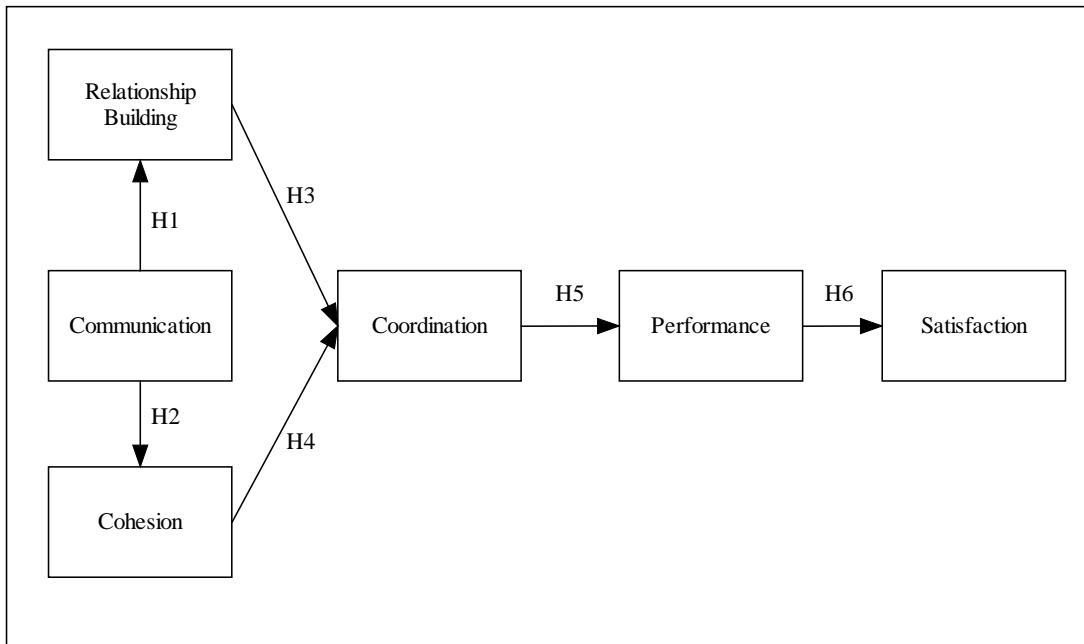 Relationship
Building
H1
H3
Communication
Coordination
H5
Performance
H6
Satisfaction
H2
H4
Cohesion